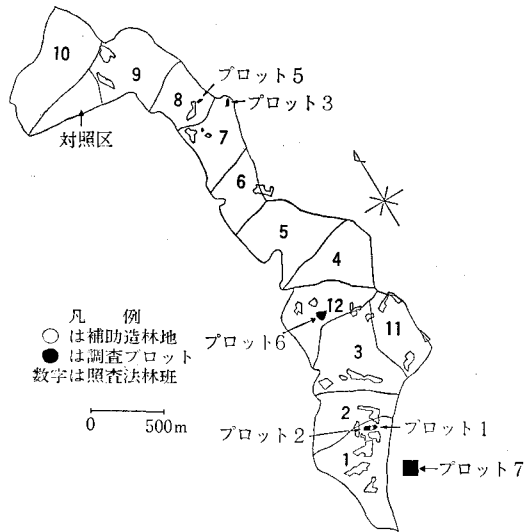 10
9
プロット5
8
プロット3
対照区
7
6
5
4
凡 例
○は補助造林地
●は調査プロット
数字は照査法林班
12
プロット6
11
3
0 500m
2
プロット2
プロット1
1
プロット7